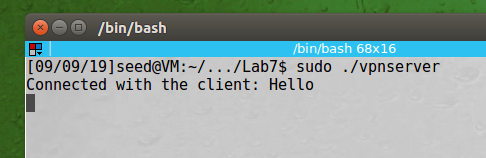 /bin/bash
/bin/bash 68x16
[09/09/19]seed@VM:~/.../Lab7$ sudo ./vpnserver
Connected with the client: Hello